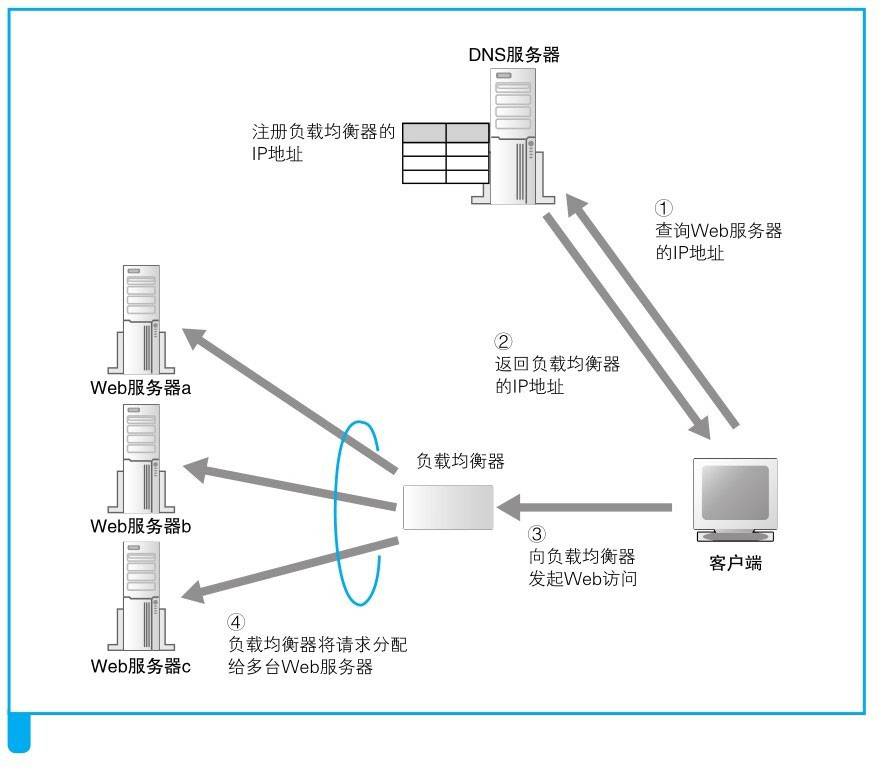 DNS服务器
注册负载均衡器的
IP地址
①
查询Web服务器
的IP地址
②
返回负载均衡器
的IP地址
Web服务器a
负载均衡器
Web服务器b
③
向负载均衡器
发起Web访问
客户端
④
负载均衡器将请求分配
给多台Web服务器
Web服务器c